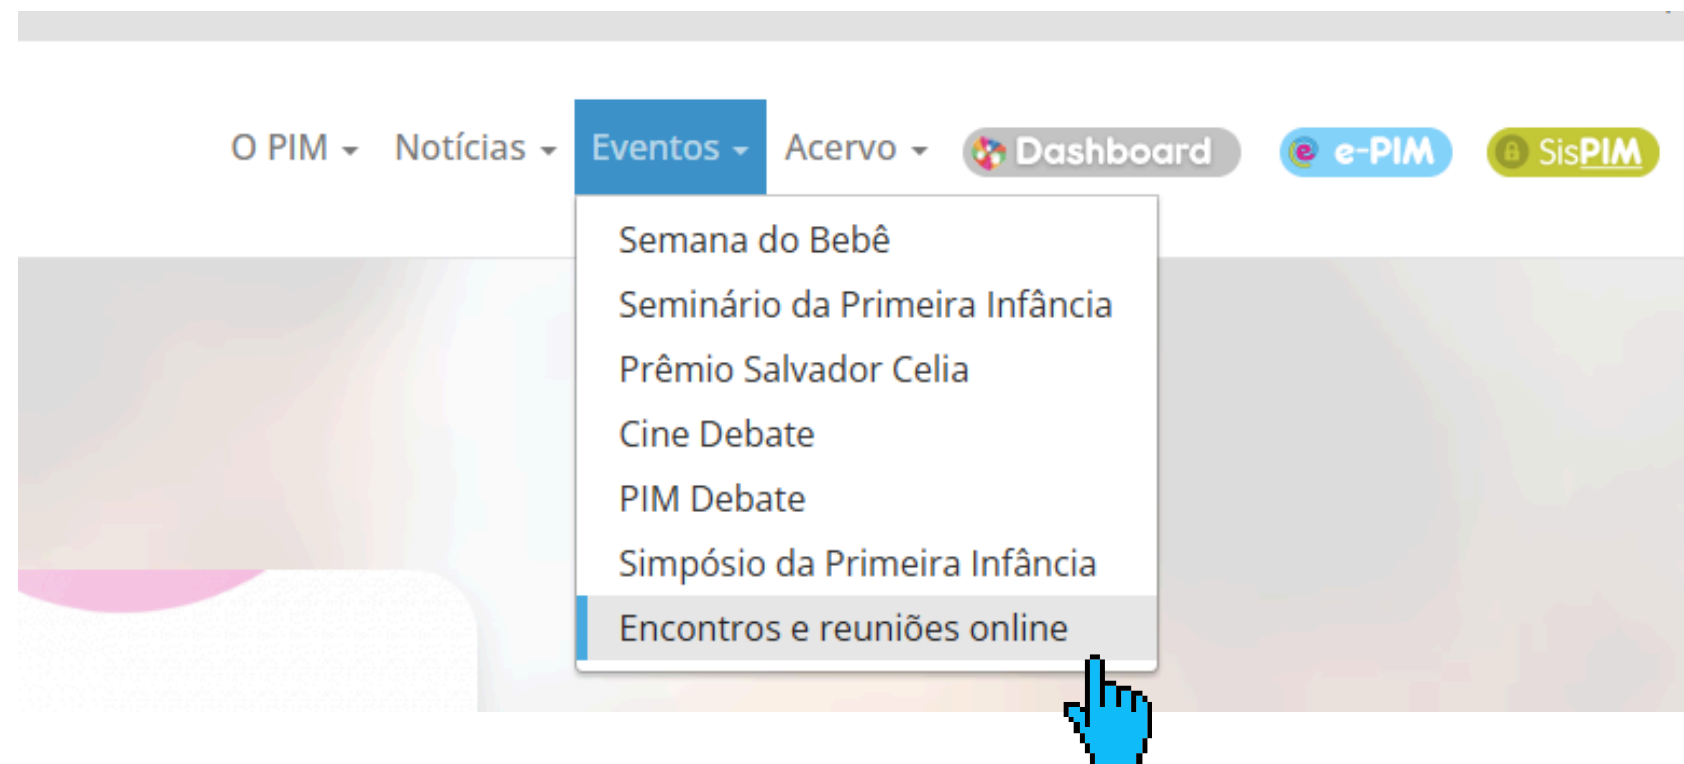 O PIM Notícias Eventos Acervo Dashboard e e-PIM SisPIM
Semana do Bebê
Seminário da Primeira Infância
Prêmio Salvador Celia
Cine Debate
PIM Debate
Simpósio da Primeira Infância
Encontros e reuniões online